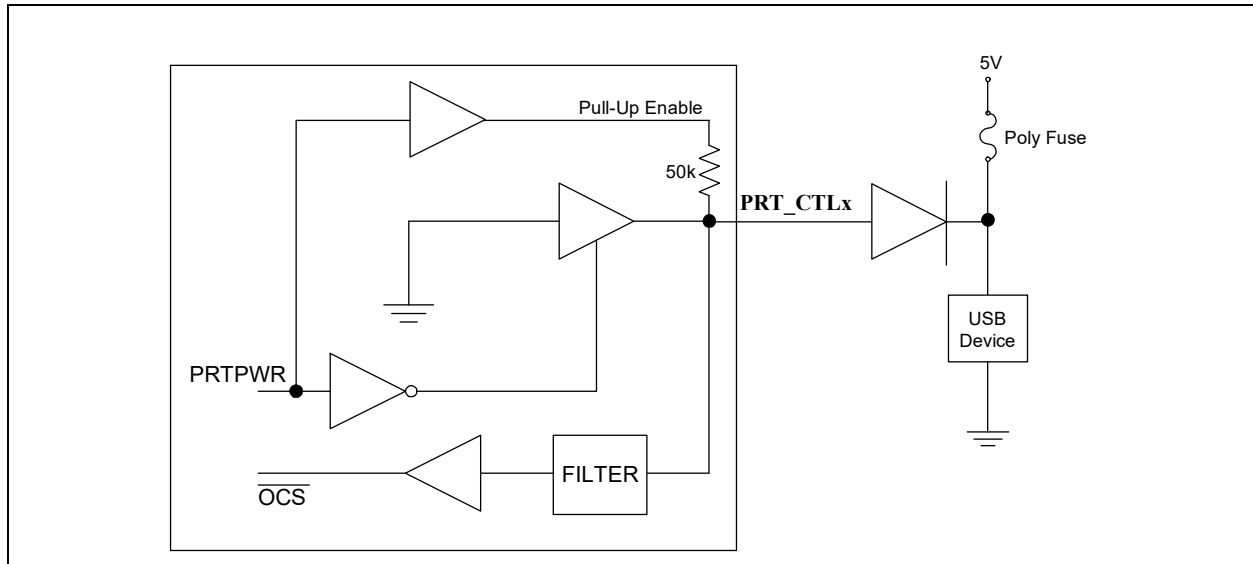 5V
Pull-Up Enable
Poly Fuse
50k
PRT_CTLx
USB
Device
PRTPWR
FILTER
OCS